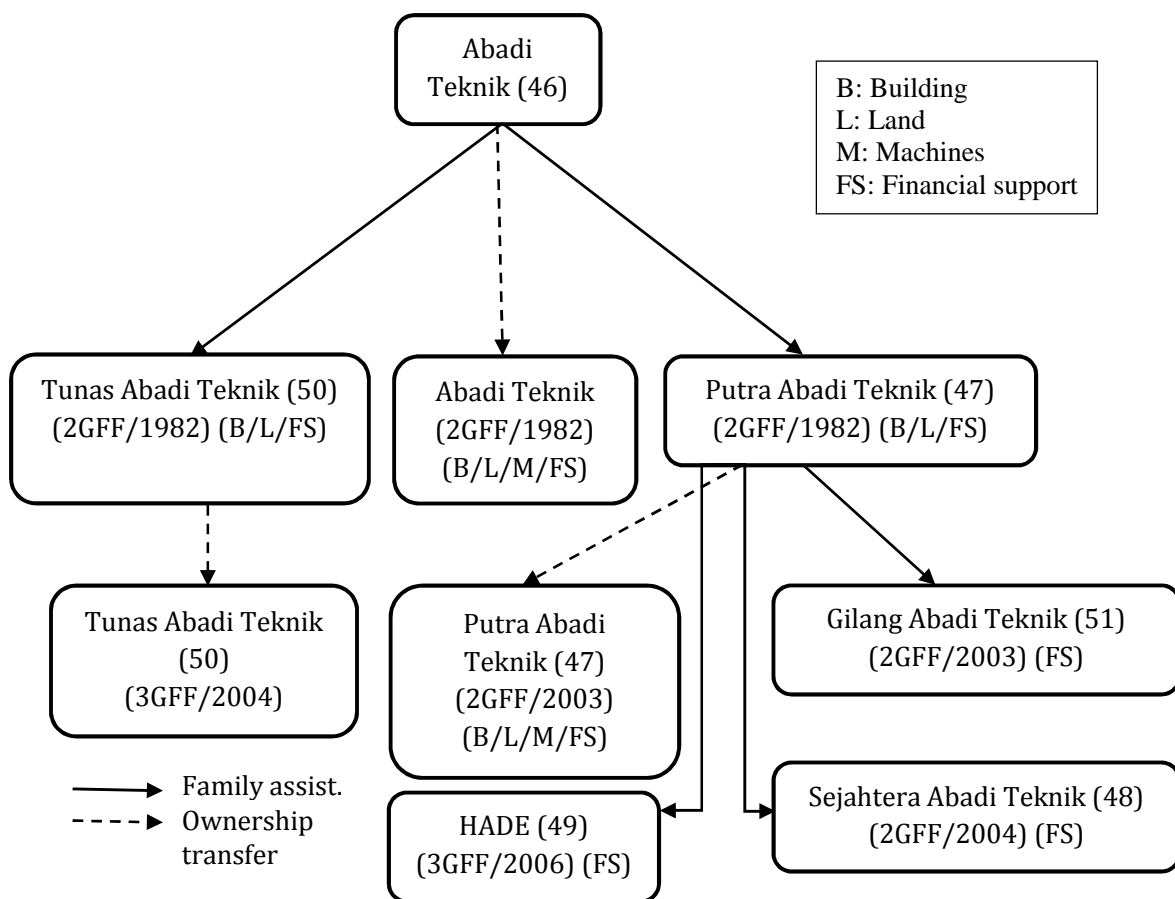 Abadi
Teknik (46)
B: Building
L: Land
M: Machines
FS: Financial support
Tunas Abadi Teknik (50)
(2GFF/1982) (B/L/FS)
Abadi Teknik
(2GFF/1982)
(B/L/M/FS)
Putra Abadi Teknik (47)
(2GFF/1982) (B/L/FS)
Tunas Abadi Teknik
(50)
(3GFF/2004)
Putra Abadi
Teknik (47)
(2GFF/2003)
(B/L/M/FS)
Gilang Abadi Teknik (51)
(2GFF/2003) (FS)
Family assist.
Ownership
transfer
HADE (49)
(3GFF/2006) (FS)
Sejahtera Abadi Teknik (48)
(2GFF/2004) (FS)